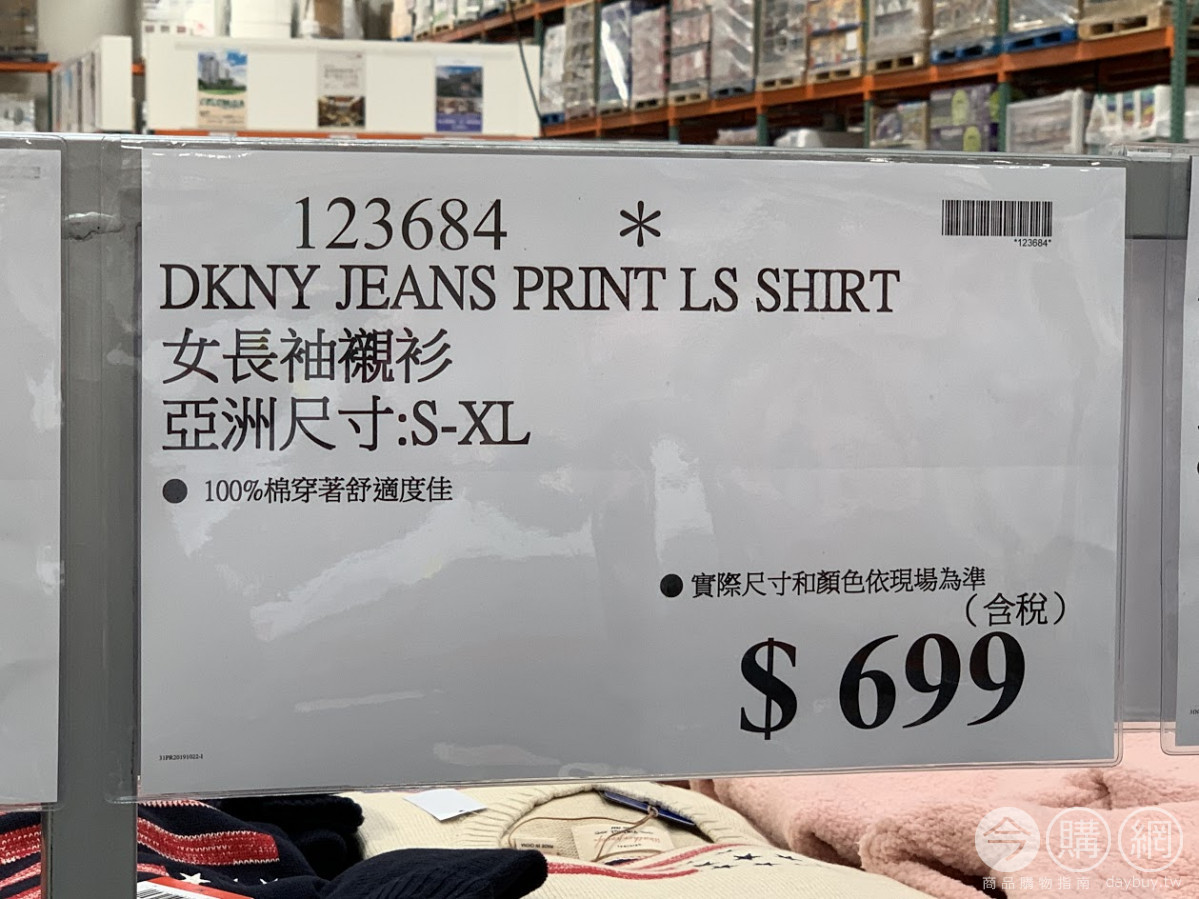 123684 *
*123684*
DKNY JEANS PRINT LS SHIRT
女長袖襯衫
亞洲尺寸:S-XL
● 100%棉穿著舒適度佳
● 實際尺寸和顏色依現場為準
(含稅)
$ 699
今購網
商品購物指南 daybuy.tw